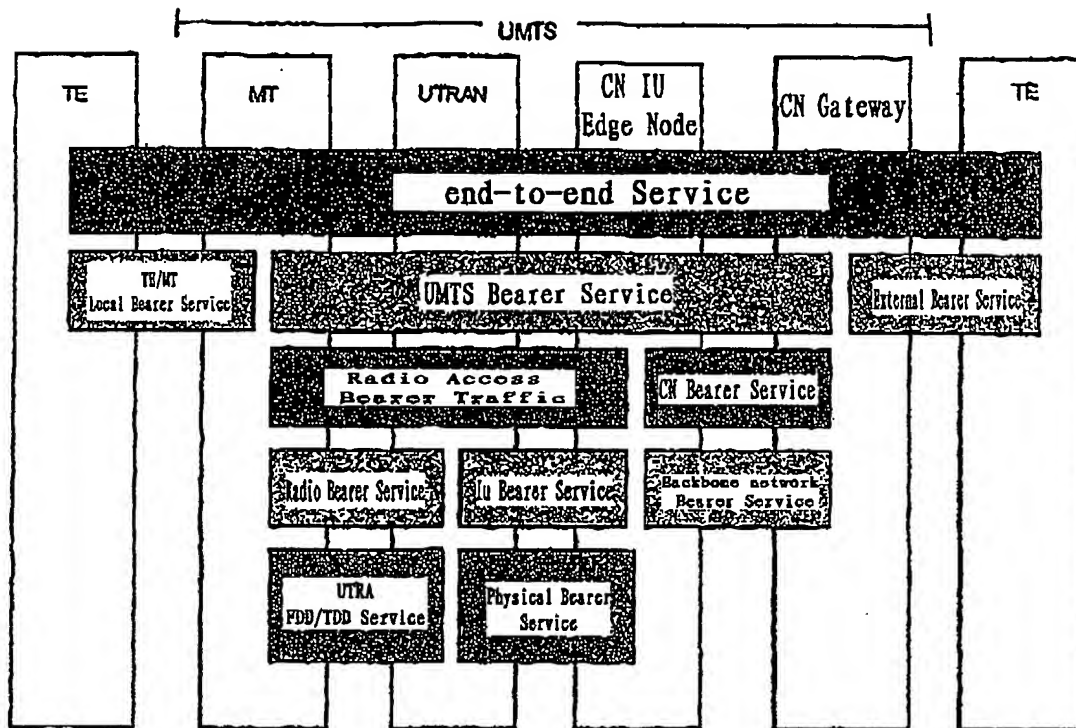 UMTS
TE
MT
UTRAN
CN IU
Edge Node
CN Gateway
TE
end-to-end Service
TE/MT
Local Bearer Service
UMTS Bearer Service
External Bearer Service
Radio Access
Bearer Traffic
CN Bearer Service
Radio Bearer Service
Iu Bearer Service
Backbone network
Bearer Service
UTRA
FDD/TDD Service
Physical Bearer
Service